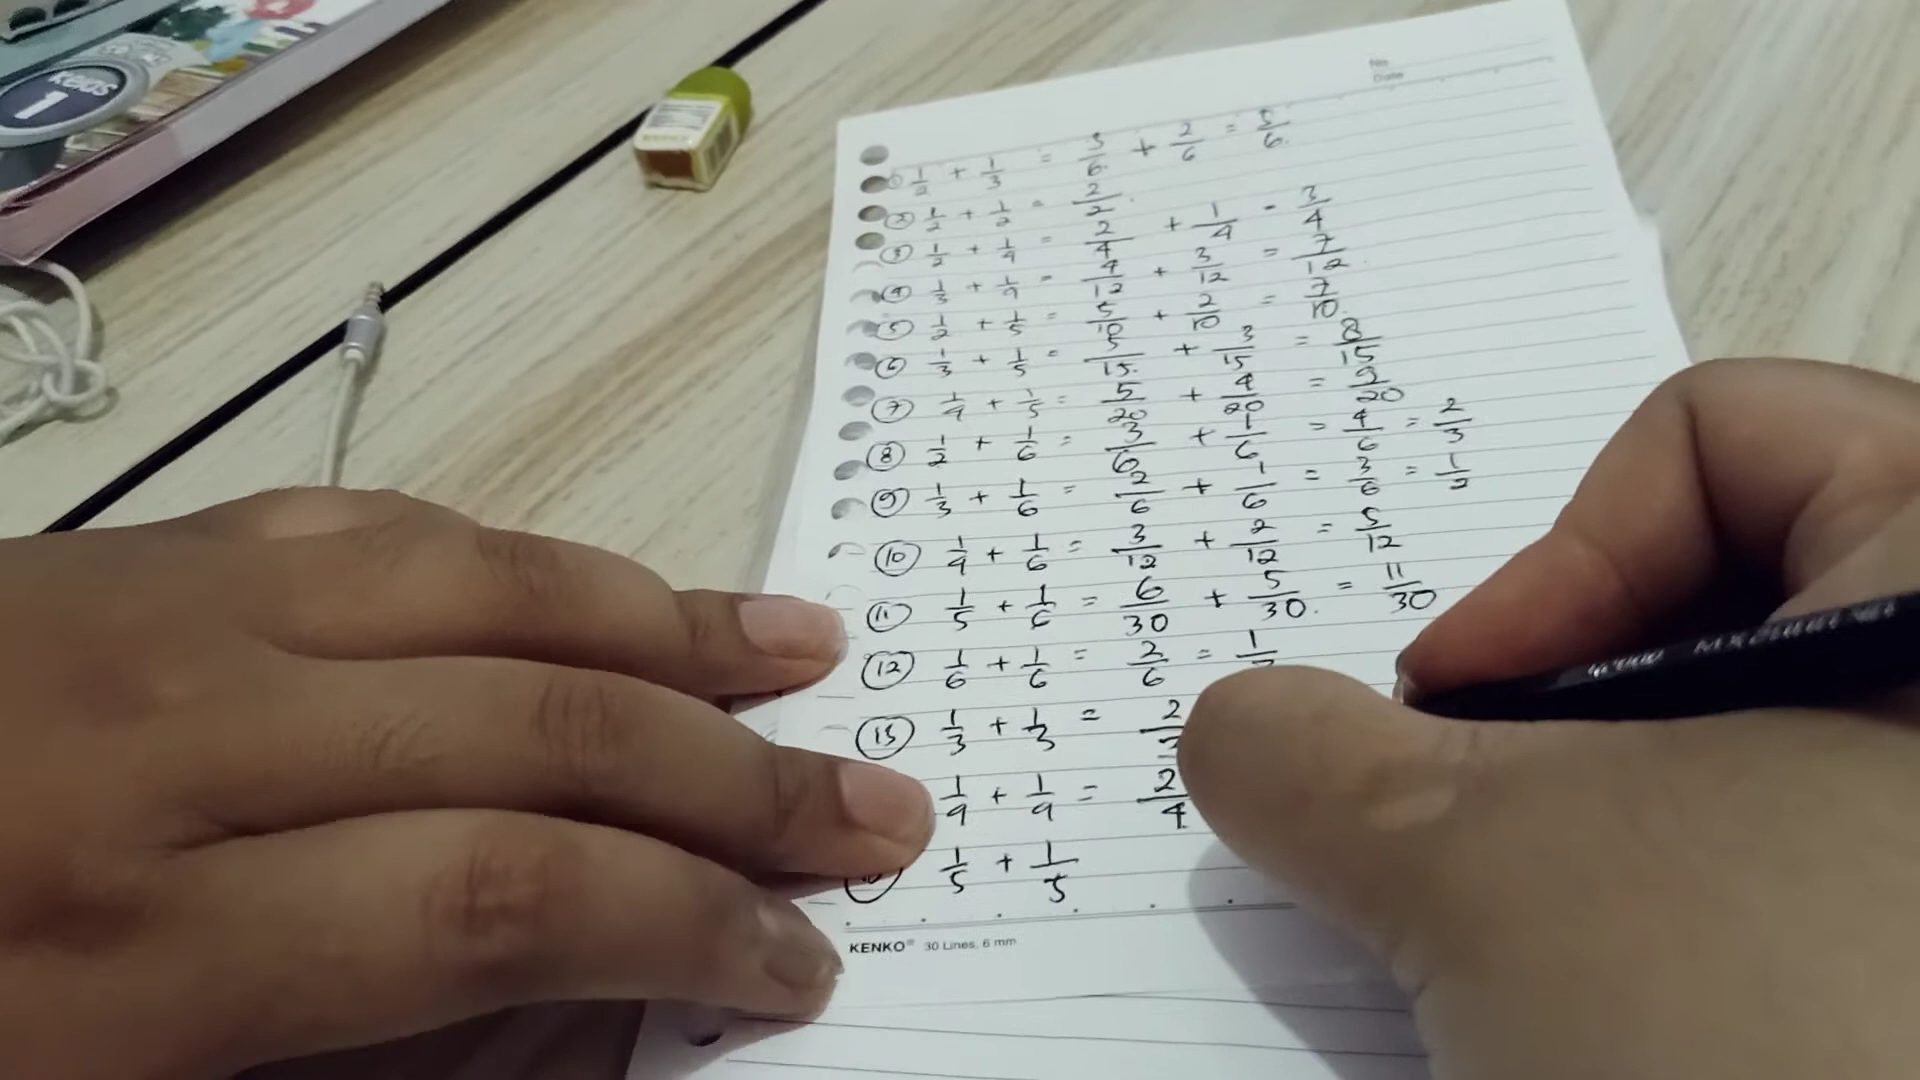 KELAS
1
No.
Date
① 1/2 + 1/3 = 3/6 + 2/6 = 5/6.
② 1/2 + 1/2 = 2/2.
③ 1/2 + 1/4 = 2/4 + 1/4 = 3/4
④ 1/3 + 1/4 = 4/12 + 3/12 = 7/12
⑤ 1/2 + 1/5 = 5/10 + 2/10 = 7/10
⑥ 1/3 + 1/5 = 5/15 + 3/15 = 8/15
⑦ 1/4 + 1/5 = 5/20 + 4/20 = 9/20
⑧ 1/2 + 1/6 = 3/6 + 1/6 = 4/6 = 2/3
⑨ 1/3 + 1/6 = 2/6 + 1/6 = 3/6 = 1/2
⑩ 1/4 + 1/6 = 3/12 + 2/12 = 5/12
⑪ 1/5 + 1/6 = 6/30 + 5/30 = 11/30
⑫ 1/6 + 1/6 = 2/6 = 1/
⑬ 1/3 + 1/3 = 2/3
1/4 + 1/4 = 2/4
1/5 + 1/5
KENKO® 30 Lines, 6 mm